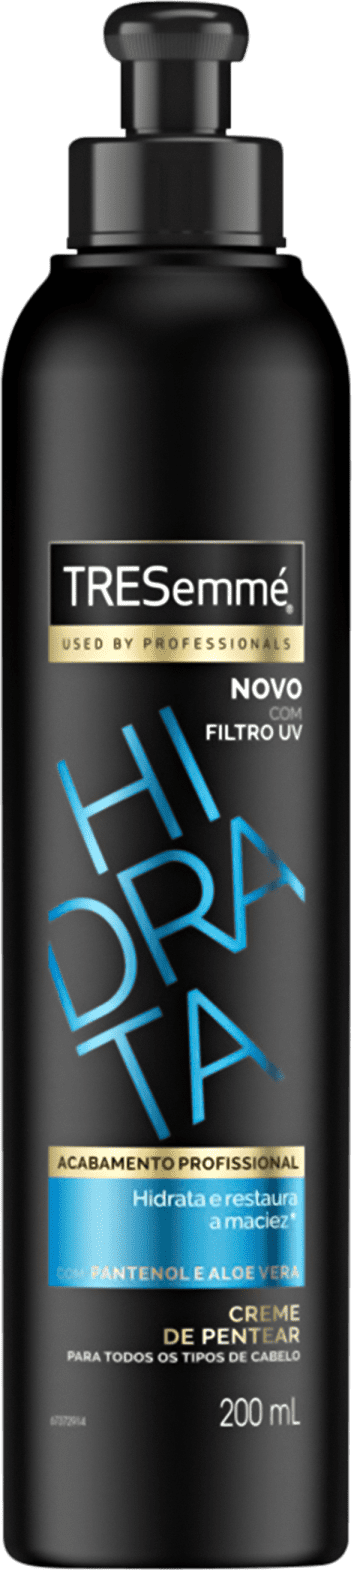 TRESemmé®
USED BY PROFESSIONALS
NOVO
COM
FILTRO UV
HI
DRA
TA
ACABAMENTO PROFISSIONAL
Hidrata e restaura
a maciez*
COM PANTENOL E ALOE VERA
CREME
DE PENTEAR
PARA TODOS OS TIPOS DE CABELO
200 mL
67372914